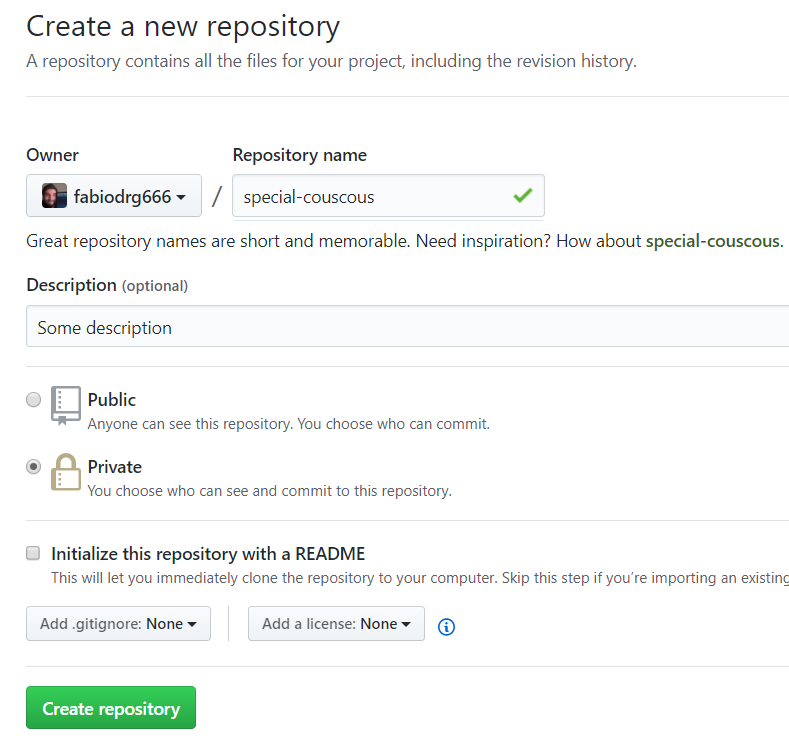 Create a new repository
A repository contains all the files for your project, including the revision history.
Owner
Repository name
fabiodrg666
/
special-couscous
Great repository names are short and memorable. Need inspiration? How about special-couscous.
Description (optional)
Some description
Public
Anyone can see this repository. You choose who can commit.
Private
You choose who can see and commit to this repository.
Initialize this repository with a README
This will let you immediately clone the repository to your computer. Skip this step if you’re importing an existing
Add .gitignore: None
Add a license: None
Create repository